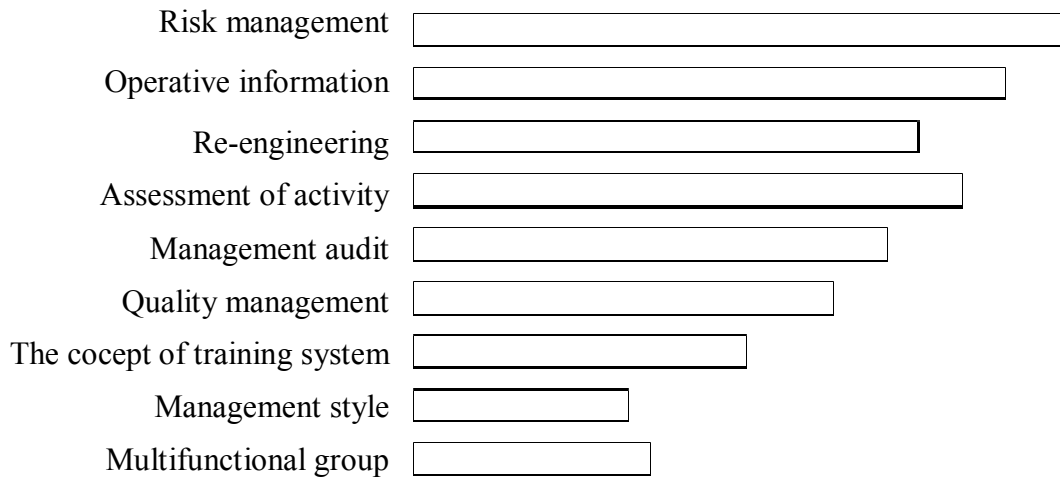 Risk management
Operative information
Re-engineering
Assessment of activity
Management audit
Quality management
The cocept of training system
Management style
Multifunctional group